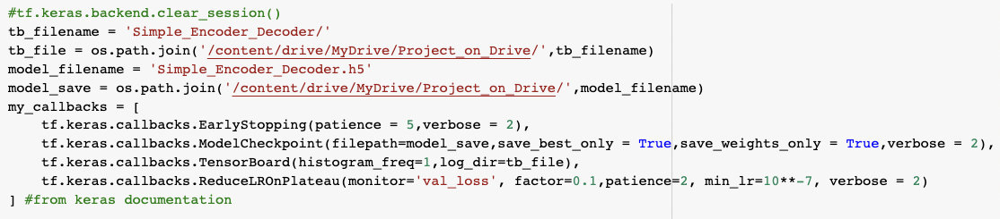 #tf.keras.backend.clear_session()
tb_filename = 'Simple_Encoder_Decoder/'
tb_file = os.path.join('/content/drive/MyDrive/Project_on_Drive/',tb_filename)
model_filename = 'Simple_Encoder_Decoder.h5'
model_save = os.path.join('/content/drive/MyDrive/Project_on_Drive/',model_filename)
my_callbacks = [
    tf.keras.callbacks.EarlyStopping(patience = 5,verbose = 2),
    tf.keras.callbacks.ModelCheckpoint(filepath=model_save,save_best_only = True,save_weights_only = True,verbose = 2),
    tf.keras.callbacks.TensorBoard(histogram_freq=1,log_dir=tb_file),
    tf.keras.callbacks.ReduceLROnPlateau(monitor='val_loss', factor=0.1,patience=2, min_lr=10**-7, verbose = 2)
] #from keras documentation